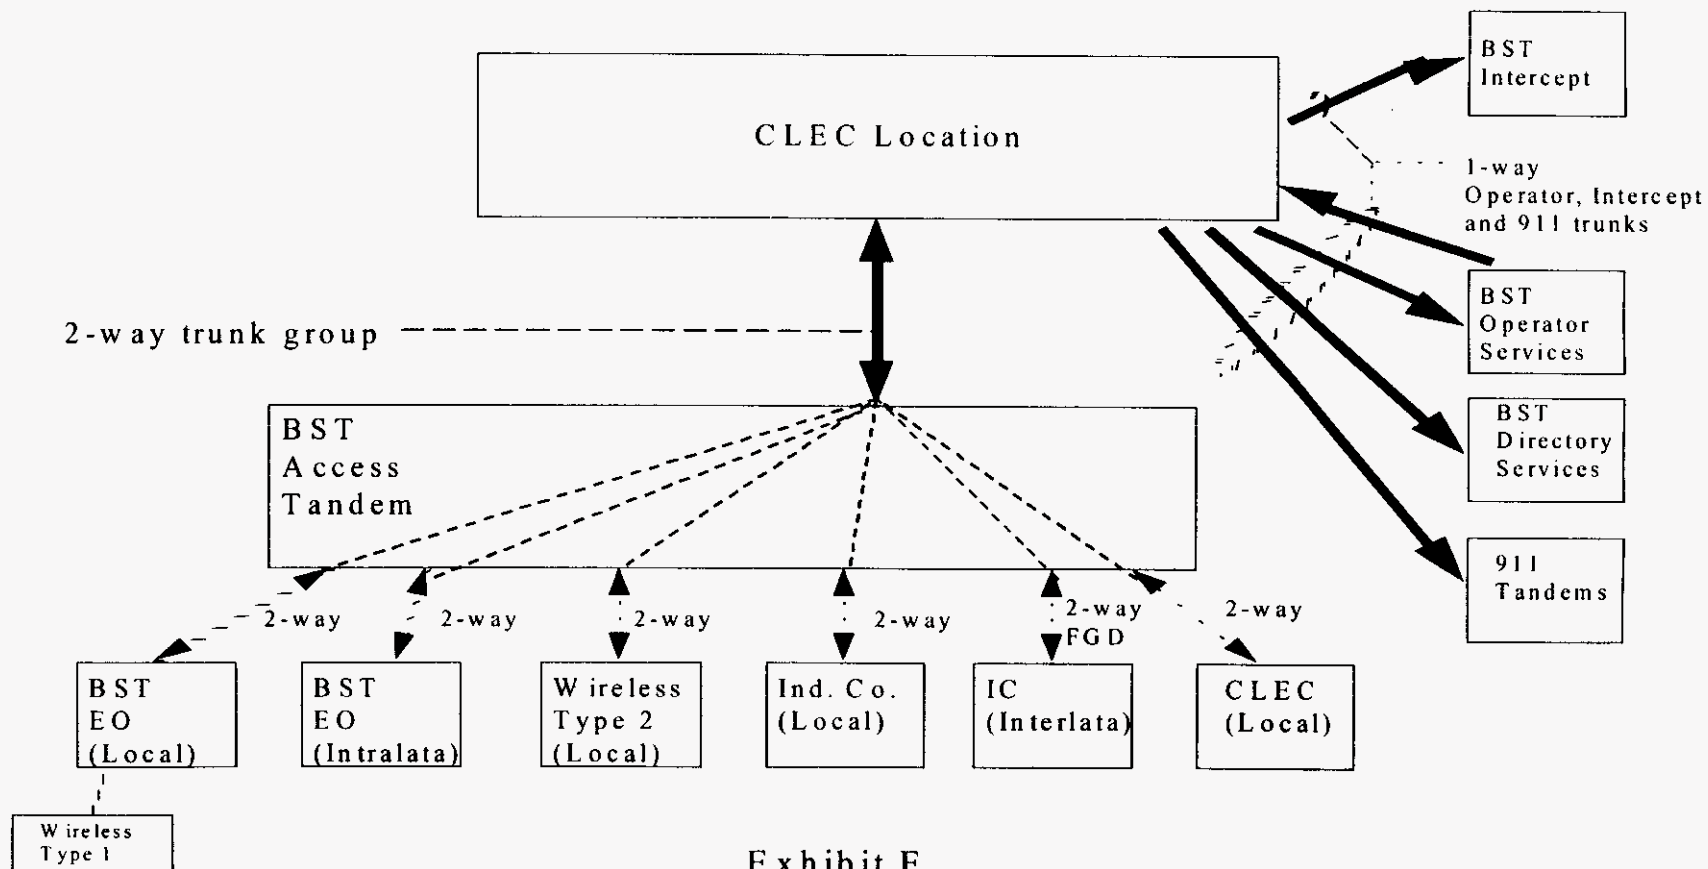 BST
Intercept
CLEC Location
1-way
Operator, Intercept
and 911 trunks
BST
Operator
Services
2-way trunk group
BST
Access
Tandem
BST
Directory
Services
911
Tandems
2-way
2-way
2-way
2-way
2-way
FGD
2-way
BST
EO
(Local)
BST
EO
(Intralata)
Wireless
Type 2
(Local)
Ind. Co.
(Local)
IC
(Interlata)
CLEC
(Local)
Wireless
Type 1
Exhibit